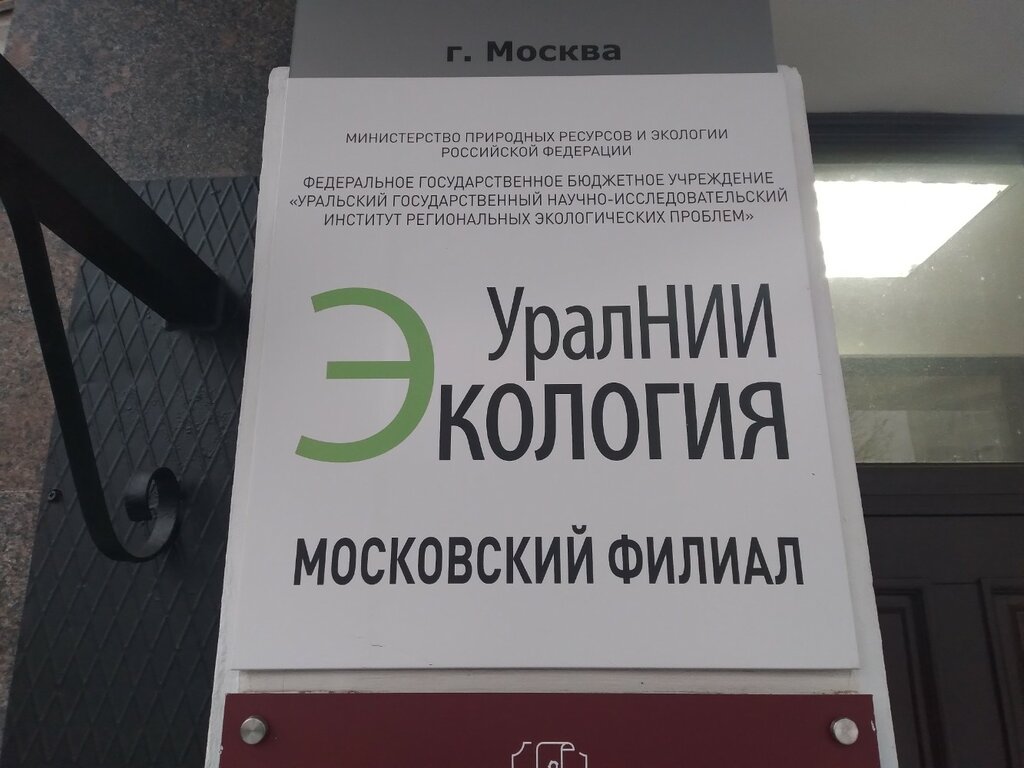 г. Москва
МИНИСТЕРСТВО ПРИРОДНЫХ РЕСУРСОВ И ЭКОЛОГИИ
РОССИЙСКОЙ ФЕДЕРАЦИИ
ФЕДЕРАЛЬНОЕ ГОСУДАРСТВЕННОЕ БЮДЖЕТНОЕ УЧРЕЖДЕНИЕ
«УРАЛЬСКИЙ ГОСУДАРСТВЕННЫЙ НАУЧНО-ИССЛЕДОВАТЕЛЬСКИЙ
ИНСТИТУТ РЕГИОНАЛЬНЫХ ЭКОЛОГИЧЕСКИХ ПРОБЛЕМ»
УралНИИ
Экология
МОСКОВСКИЙ ФИЛИАЛ